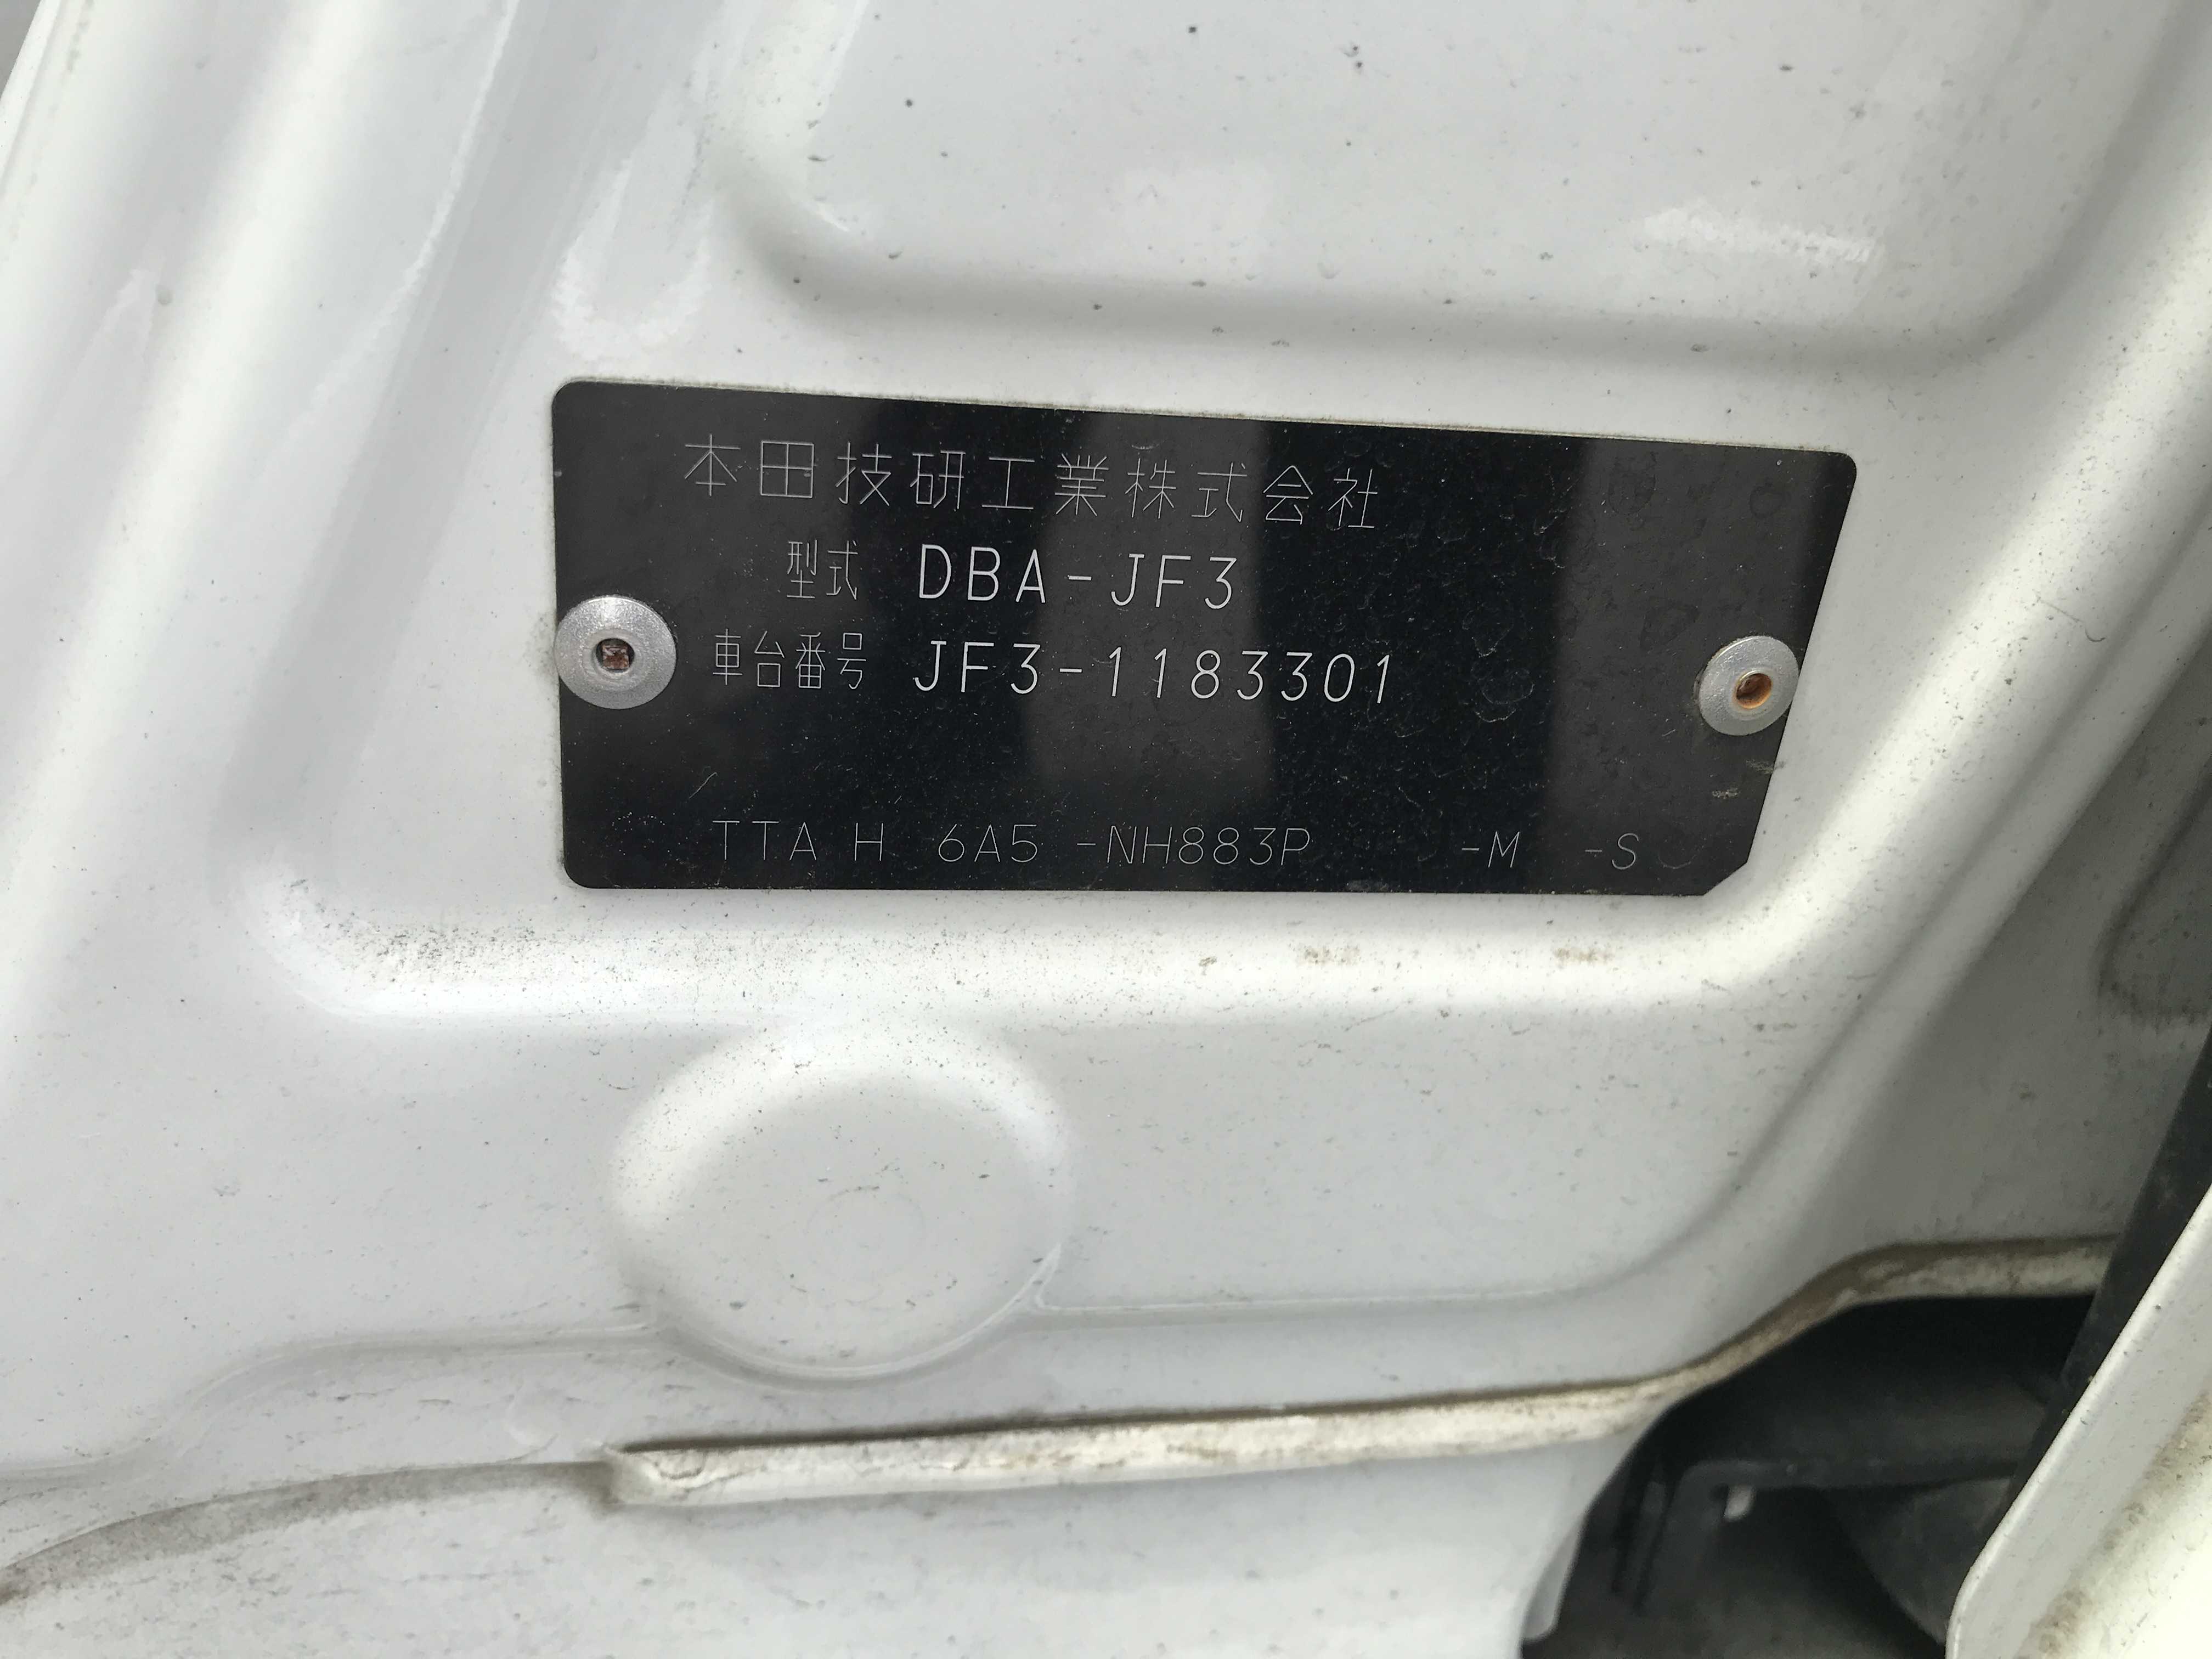 本田技研工業株式会社
型式 DBA-JF3
車台番号 JF3-1183301
TTA H 6A5 -NH883P -M -S